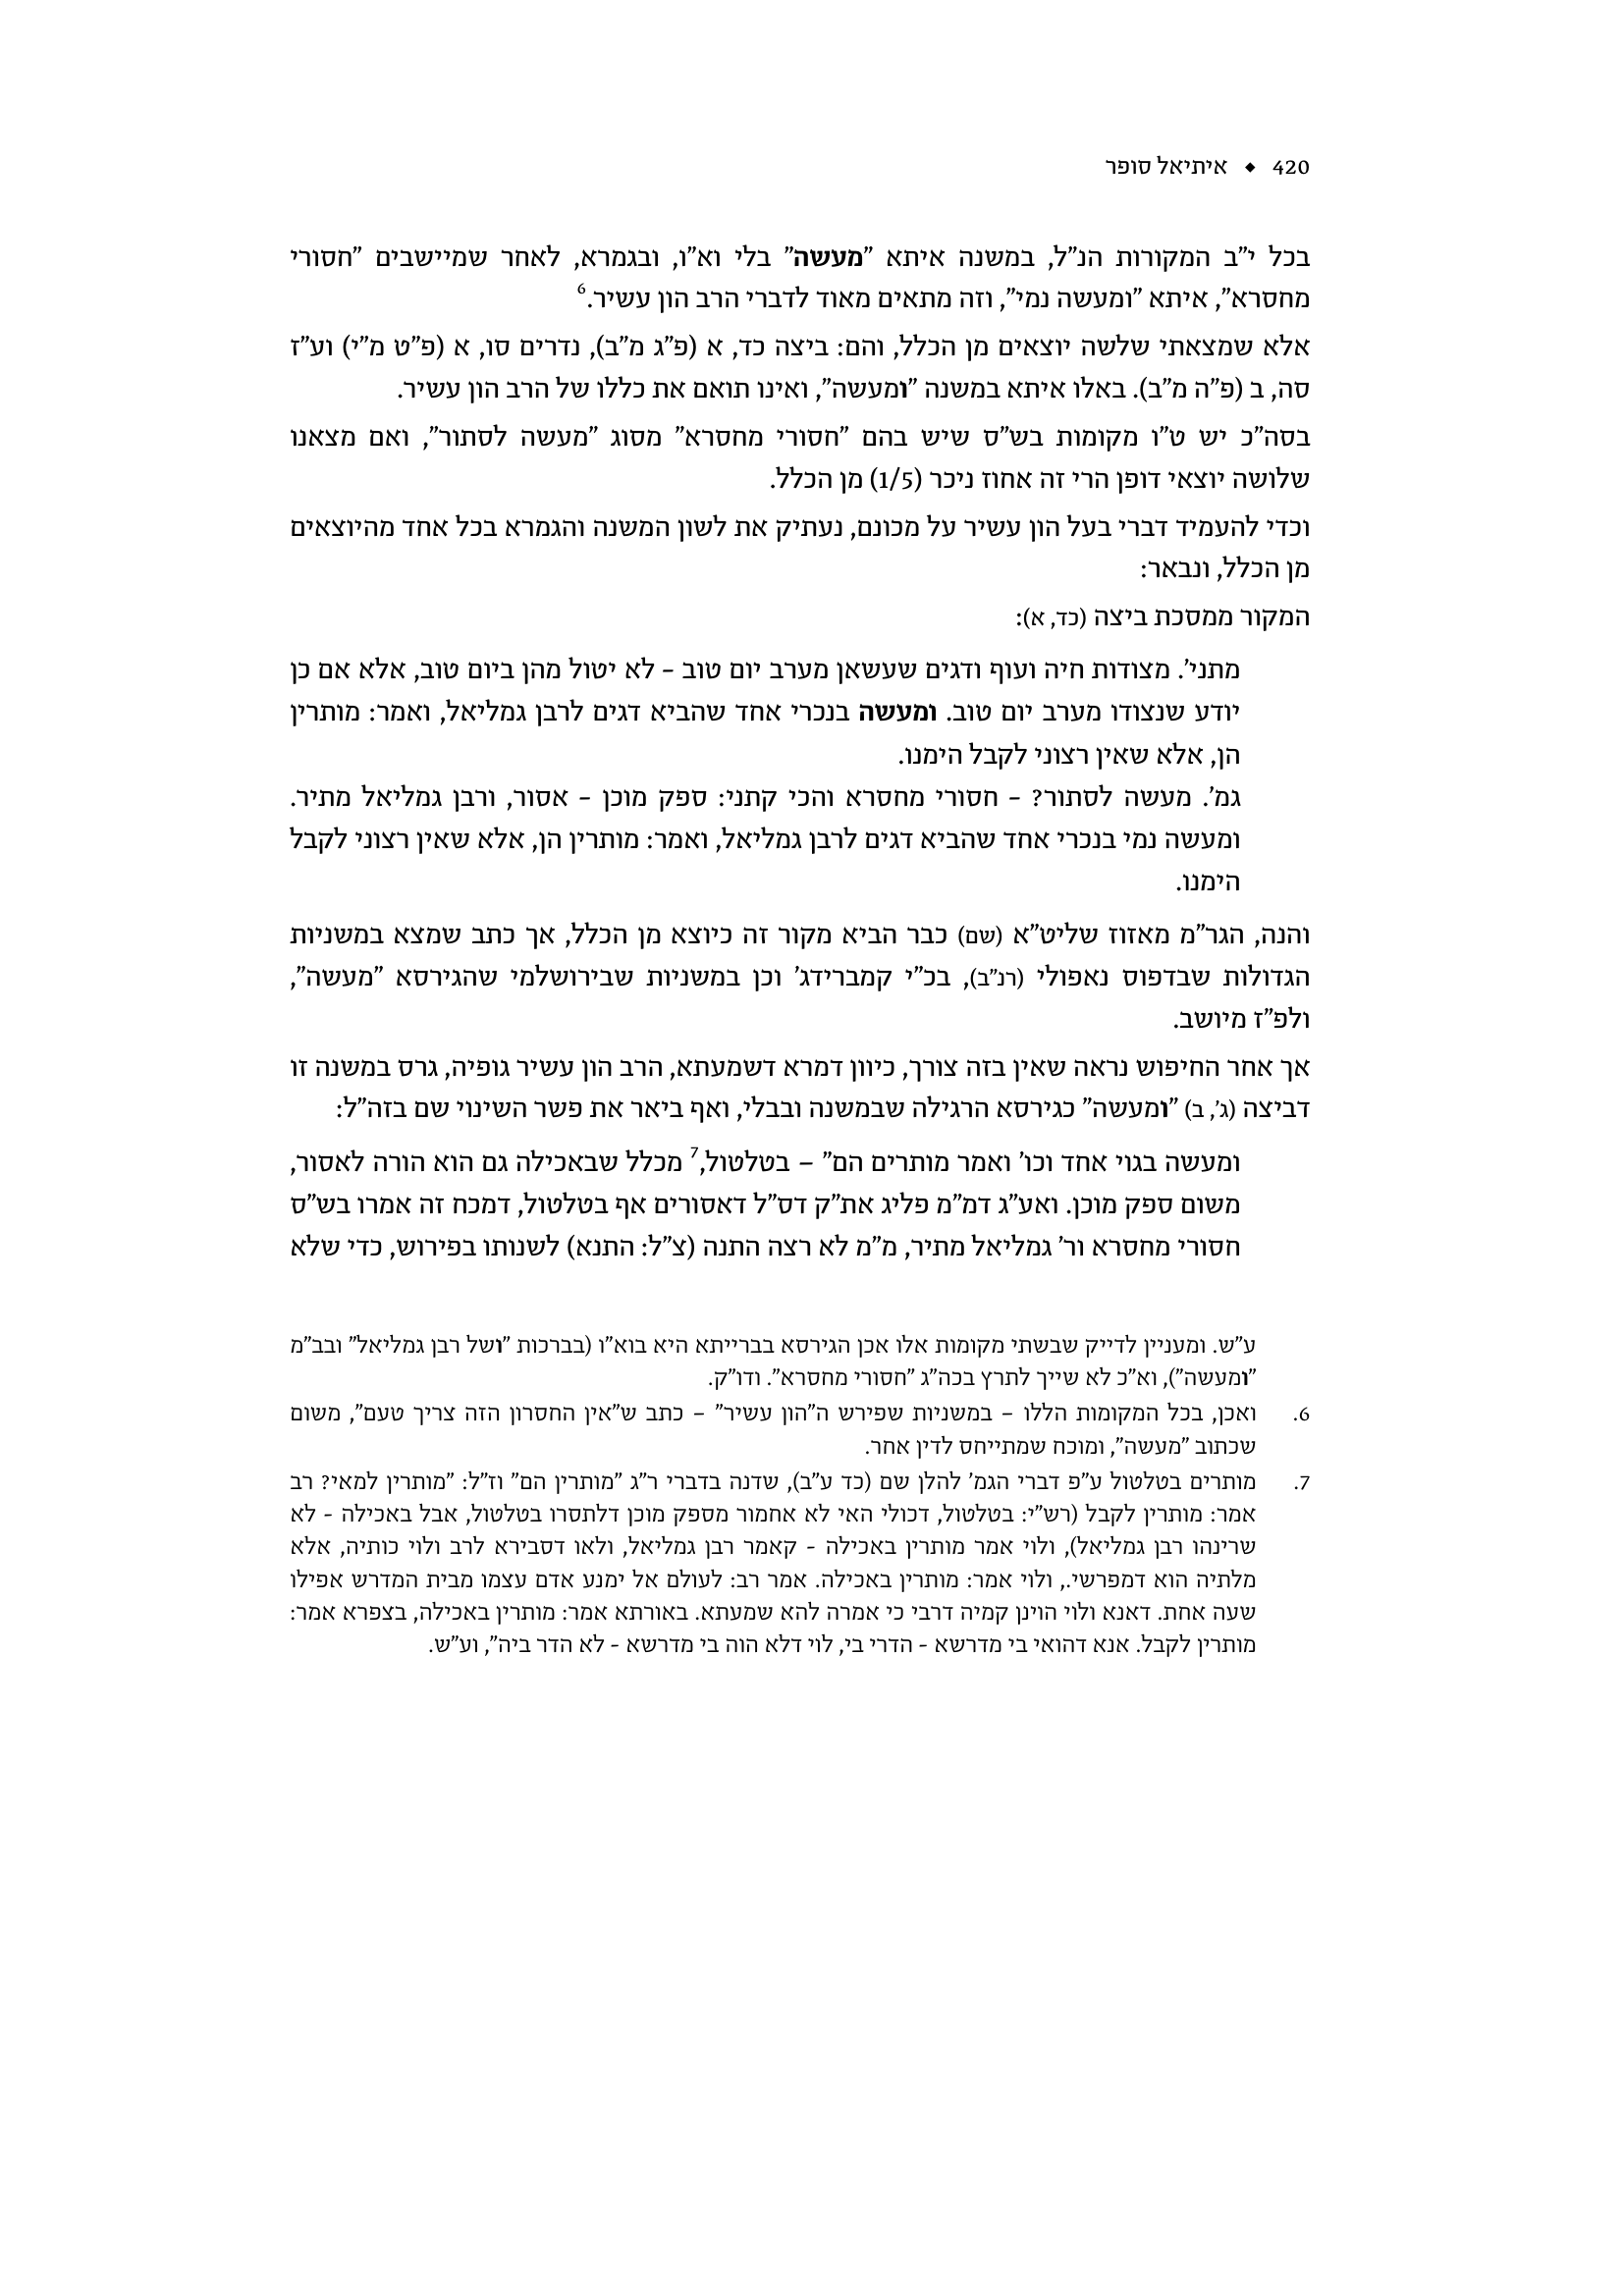 420 ◆ איתיאל סופר
בכל י"ב המקורות הנ"ל, במשנה איתא "מעשה" בלי וא"ו, ובגמרא, לאחר שמיישבים "חסורי
מחסרא", איתא "ומעשה נמי", וזה מתאים מאוד לדברי הרב הון עשיר.6
אלא שמצאתי שלשה יוצאים מן הכלל, והם: ביצה כד, א (פ"ג מ"ב), נדרים סו, א (פ"ט מ"י) וע"ז
סה, ב (פ"ה מ"ב). באלו איתא במשנה "ומעשה", ואינו תואם את כללו של הרב הון עשיר.
בסה"כ יש ט"ו מקומות בש"ס שיש בהם "חסורי מחסרא" מסוג "מעשה לסתור", ואם מצאנו
שלושה יוצאי דופן הרי זה אחוז ניכר (1/5) מן הכלל.
וכדי להעמיד דברי בעל הון עשיר על מכונם, נעתיק את לשון המשנה והגמרא בכל אחד מהיוצאים
מן הכלל, ונבאר:
המקור ממסכת ביצה (כד, א):
מתני'. מצודות חיה ועוף ודגים שעשאן מערב יום טוב – לא יטול מהן ביום טוב, אלא אם כן
יודע שנצודו מערב יום טוב. ומעשה בנכרי אחד שהביא דגים לרבן גמליאל, ואמר: מותרין
הן, אלא שאין רצוני לקבל הימנו.
גמ'. מעשה לסתור? – חסורי מחסרא והכי קתני: ספק מוכן – אסור, ורבן גמליאל מתיר.
ומעשה נמי בנכרי אחד שהביא דגים לרבן גמליאל, ואמר: מותרין הן, אלא שאין רצוני לקבל
הימנו.
והנה, הגר"מ מאזוז שליט"א (שם) כבר הביא מקור זה כיוצא מן הכלל, אך כתב שמצא במשניות
הגדולות שבדפוס נאפולי (רנ"ב), בכ"י קמברידג' וכן במשניות שבירושלמי שהגירסא "מעשה",
ולפ"ז מיושב.
אך אחר החיפוש נראה שאין בזה צורך, כיוון דמרא דשמעתא, הרב הון עשיר גופיה, גרס במשנה זו
דביצה (ג', ב) "ומעשה" כגירסא הרגילה שבמשנה ובבלי, ואף ביאר את פשר השינוי שם בזה"ל:
ומעשה בגוי אחד וכו' ואמר מותרים הם" – בטלטול,7 מכלל שבאכילה גם הוא הורה לאסור,
משום ספק מוכן. ואע"ג דמ"מ פליג את"ק דס"ל דאסורים אף בטלטול, דמכח זה אמרו בש"ס
חסורי מחסרא ור' גמליאל מתיר, מ"מ לא רצה התנה (צ"ל: התנא) לשנותו בפירוש, כדי שלא
ע"ש. ומעניין לדייק שבשתי מקומות אלו אכן הגירסא בברייתא היא בוא"ו (בברכות "ושל רבן גמליאל" ובב"מ
"ומעשה"), וא"כ לא שייך לתרץ בכה"ג "חסורי מחסרא". ודו"ק.
6. ואכן, בכל המקומות הללו – במשניות שפירש ה"הון עשיר" – כתב ש"אין החסרון הזה צריך טעם", משום
שכתוב "מעשה", ומוכח שמתייחס לדין אחר.
7. מותרים בטלטול ע"פ דברי הגמ' להלן שם (כד ע"ב), שדנה בדברי ר"ג "מותרין הם" וז"ל: "מותרין למאי? רב
אמר: מותרין לקבל (רש"י: בטלטול, דכולי האי לא אחמור מספק מוכן דלתסרו בטלטול, אבל באכילה - לא
שרינהו רבן גמליאל), ולוי אמר מותרין באכילה - קאמר רבן גמליאל, ולאו דסבירא לרב ולוי כותיה, אלא
מלתיה הוא דמפרשי., ולוי אמר: מותרין באכילה. אמר רב: לעולם אל ימנע אדם עצמו מבית המדרש אפילו
שעה אחת. דאנא ולוי הוינן קמיה דרבי כי אמרה להא שמעתא. באורתא אמר: מותרין באכילה, בצפרא אמר:
מותרין לקבל. אנא דהואי בי מדרשא - הדרי בי, לוי דלא הוה בי מדרשא - לא הדר ביה", וע"ש.